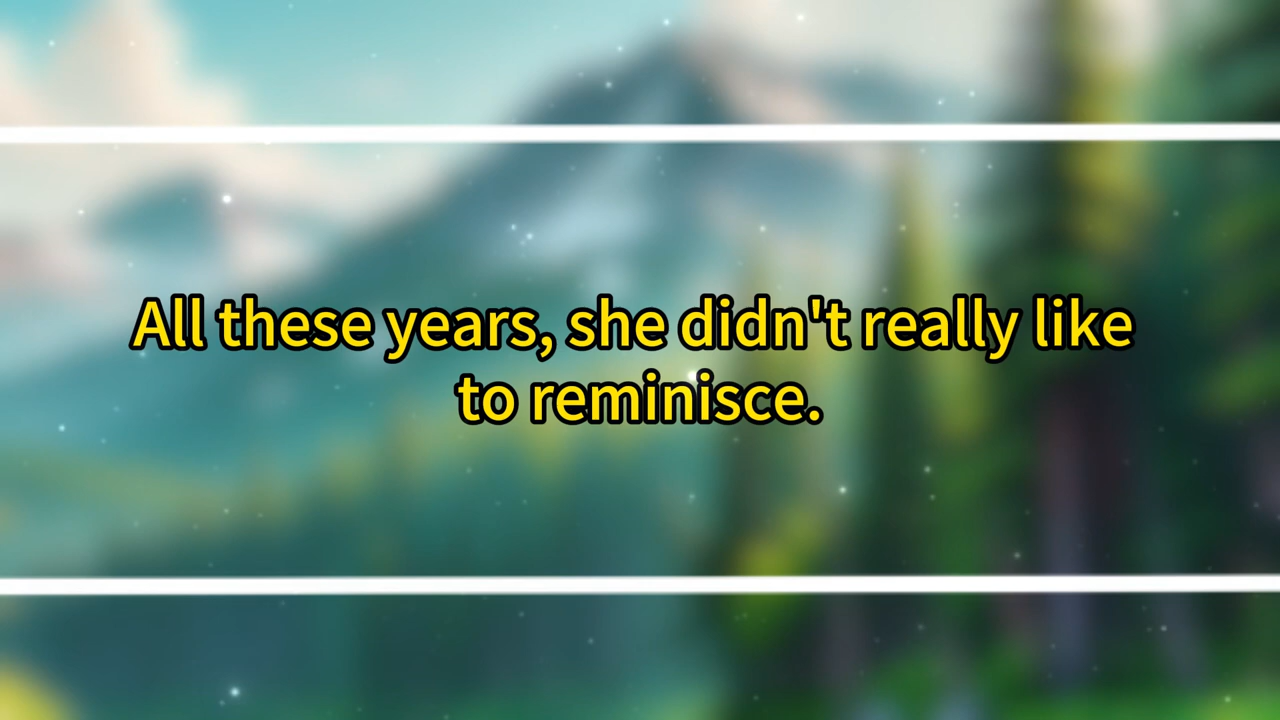 All these years, she didn't really like
to reminisce.